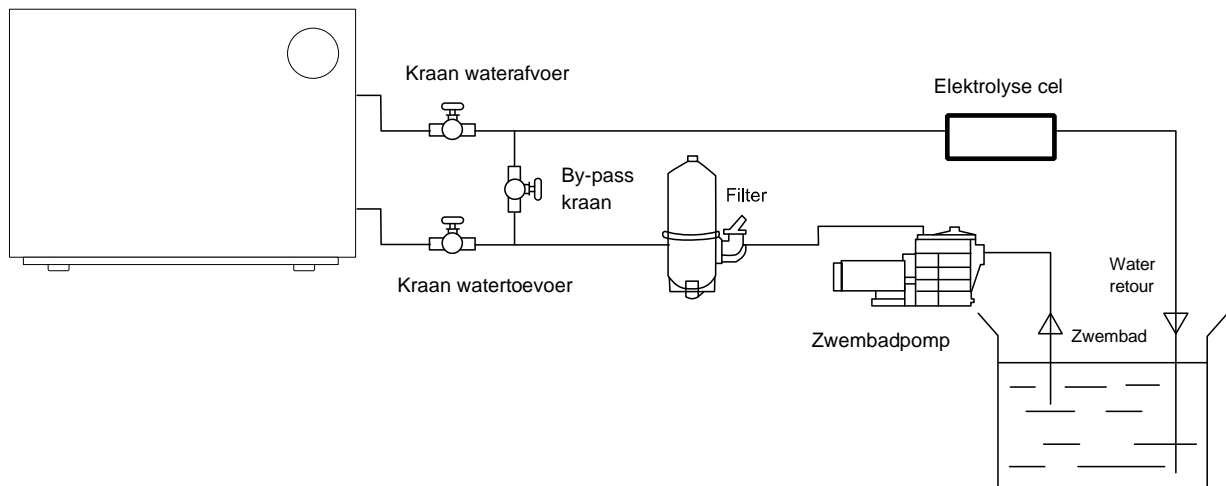 Kraan waterafvoer
Elektrolyse cel
By-pass
kraan
Filter
Kraan watertoevoer
Water
retour
Zwembad
Zwembadpomp